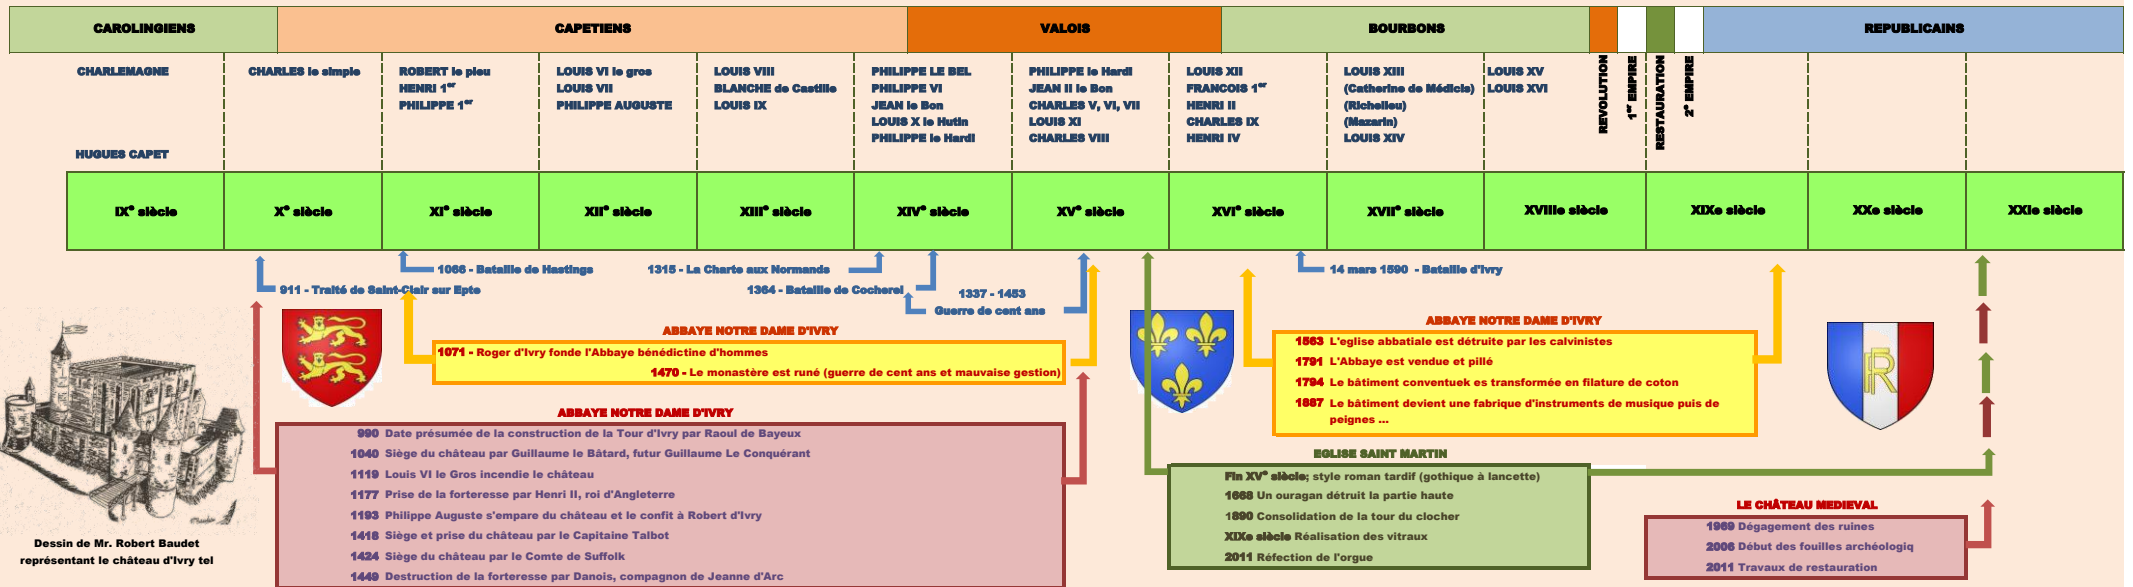 CAROLINGIENS
CAPETIENS
VALOIS
BOURBONS
REPUBLICAINS
REVOLUTION
1er EMPIRE
RESTAURATION
2e EMPIRE
CHARLEMAGNE
HUGUES CAPET
CHARLES le simple
ROBERT le pieu
HENRI 1er
PHILIPPE 1er
LOUIS VI le gros
LOUIS VII
PHILIPPE AUGUSTE
LOUIS VIII
BLANCHE de Castille
LOUIS IX
PHILIPPE LE BEL
PHILIPPE VI
JEAN le Bon
LOUIS X le Hutin
PHILIPPE le Hardi
PHILIPPE le Hardi
JEAN II le Bon
CHARLES V, VI, VII
LOUIS XI
CHARLES VIII
LOUIS XII
FRANCOIS 1er
HENRI II
CHARLES IX
HENRI IV
LOUIS XIII
(Catherine de Médicis)
(Richelieu)
(Mazarin)
LOUIS XIV
LOUIS XV
LOUIS XVI
IXe siècle
Xe siècle
XIe siècle
XIIe siècle
XIIIe siècle
XIVe siècle
XVe siècle
XVIe siècle
XVIIe siècle
XVIIIe siècle
XIXe siècle
XXe siècle
XXIe siècle
911 - Traité de Saint-Clair sur Epte
1066 - Bataille de Hastings
1315 - La Charte aux Normands
1364 - Bataille de Cocherel
1337 - 1453
Guerre de cent ans
14 mars 1590 - Bataille d'Ivry
ABBAYE NOTRE DAME D'IVRY
1071 - Roger d'Ivry fonde l'Abbaye bénédictine d'hommes
1470 - Le monastère est runé (guerre de cent ans et mauvaise gestion)
ABBAYE NOTRE DAME D'IVRY
1563 L'eglise abbatiale est détruite par les calvinistes
1791 L'Abbaye est vendue et pillé
1794 Le bâtiment conventuek es transformée en filature de coton
1887 Le bâtiment devient une fabrique d'instruments de musique puis de
peignes ...
RF
ABBAYE NOTRE DAME D'IVRY
990 Date présumée de la construction de la Tour d'Ivry par Raoul de Bayeux
1040 Siège du château par Guillaume le Bâtard, futur Guillaume Le Conquérant
1119 Louis VI le Gros incendie le château
1177 Prise de la forteresse par Henri II, roi d'Angleterre
1193 Philippe Auguste s'empare du château et le confit à Robert d'Ivry
1418 Siège et prise du château par le Capitaine Talbot
1424 Siège du château par le Comte de Suffolk
1449 Destruction de la forteresse par Danois, compagnon de Jeanne d'Arc
EGLISE SAINT MARTIN
Fin XVe siècle; style roman tardif (gothique à lancette)
1668 Un ouragan détruit la partie haute
1890 Consolidation de la tour du clocher
XIXe siècle Réalisation des vitraux
2011 Réfection de l'orgue
LE CHÂTEAU MEDIEVAL
1969 Dégagement des ruines
2006 Début des fouilles archéologiq
2011 Travaux de restauration
Dessin de Mr. Robert Baudet
représentant le château d'Ivry tel